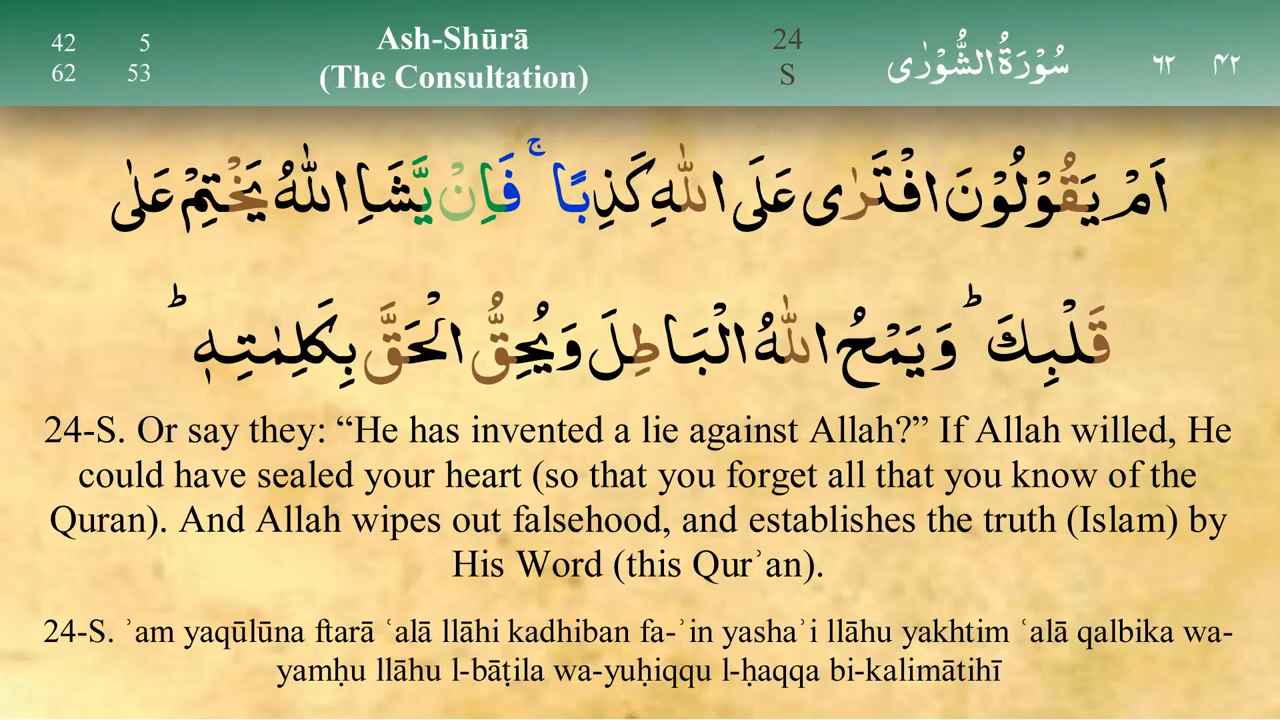 42 5 Ash-Shūrā 24 سُوْرَةُ الشُّوْرٰى ٦٢ ٤٢
62 53 (The Consultation) S
اَمْ يَقُوْلُوْنَ افْتَرٰى عَلَى اللّٰهِ كَذِبًا ۚ فَاِنْ يَّشَاِ اللّٰهُ يَخْتِمْ عَلٰى
قَلْبِكَ ؕ وَيَمْحُ اللّٰهُ الْبَاطِلَ وَيُحِقُّ الْحَقَّ بِكَلِمٰتِهٖ ؕ
24-S. Or say they: “He has invented a lie against Allah?” If Allah willed, He
could have sealed your heart (so that you forget all that you know of the
Quran). And Allah wipes out falsehood, and establishes the truth (Islam) by
His Word (this Qurʾan).
24-S. ʾam yaqūlūna ftarā ʿalā llāhi kadhiban fa-ʾin yashaʾi llāhu yakhtim ʿalā qalbika wa-
yamḥu llāhu l-bāṭila wa-yuḥiqqu l-ḥaqqa bi-kalimātihī